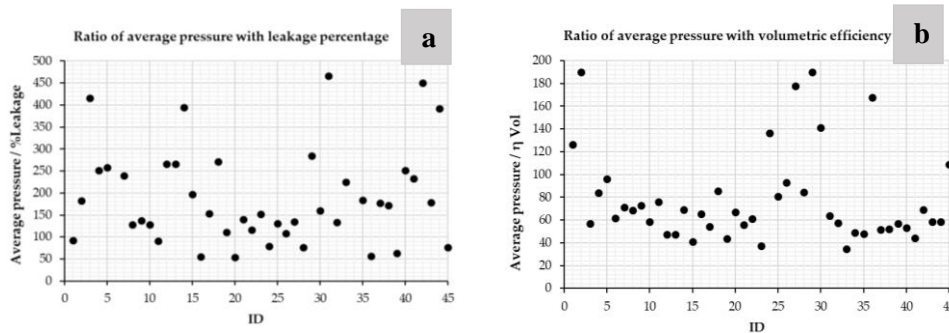 Ratio of average pressure with leakage percentage
a
500
450
400
350
300
250
200
150
100
50
0
Average pressure / %Leakage
0 5 10 15 20 25 30 35 40 45
ID
Ratio of average pressure with volumetric efficiency
b
200
180
160
140
120
100
80
60
40
20
0
Average pressure / η Vol
0 5 10 15 20 25 30 35 40 45
ID